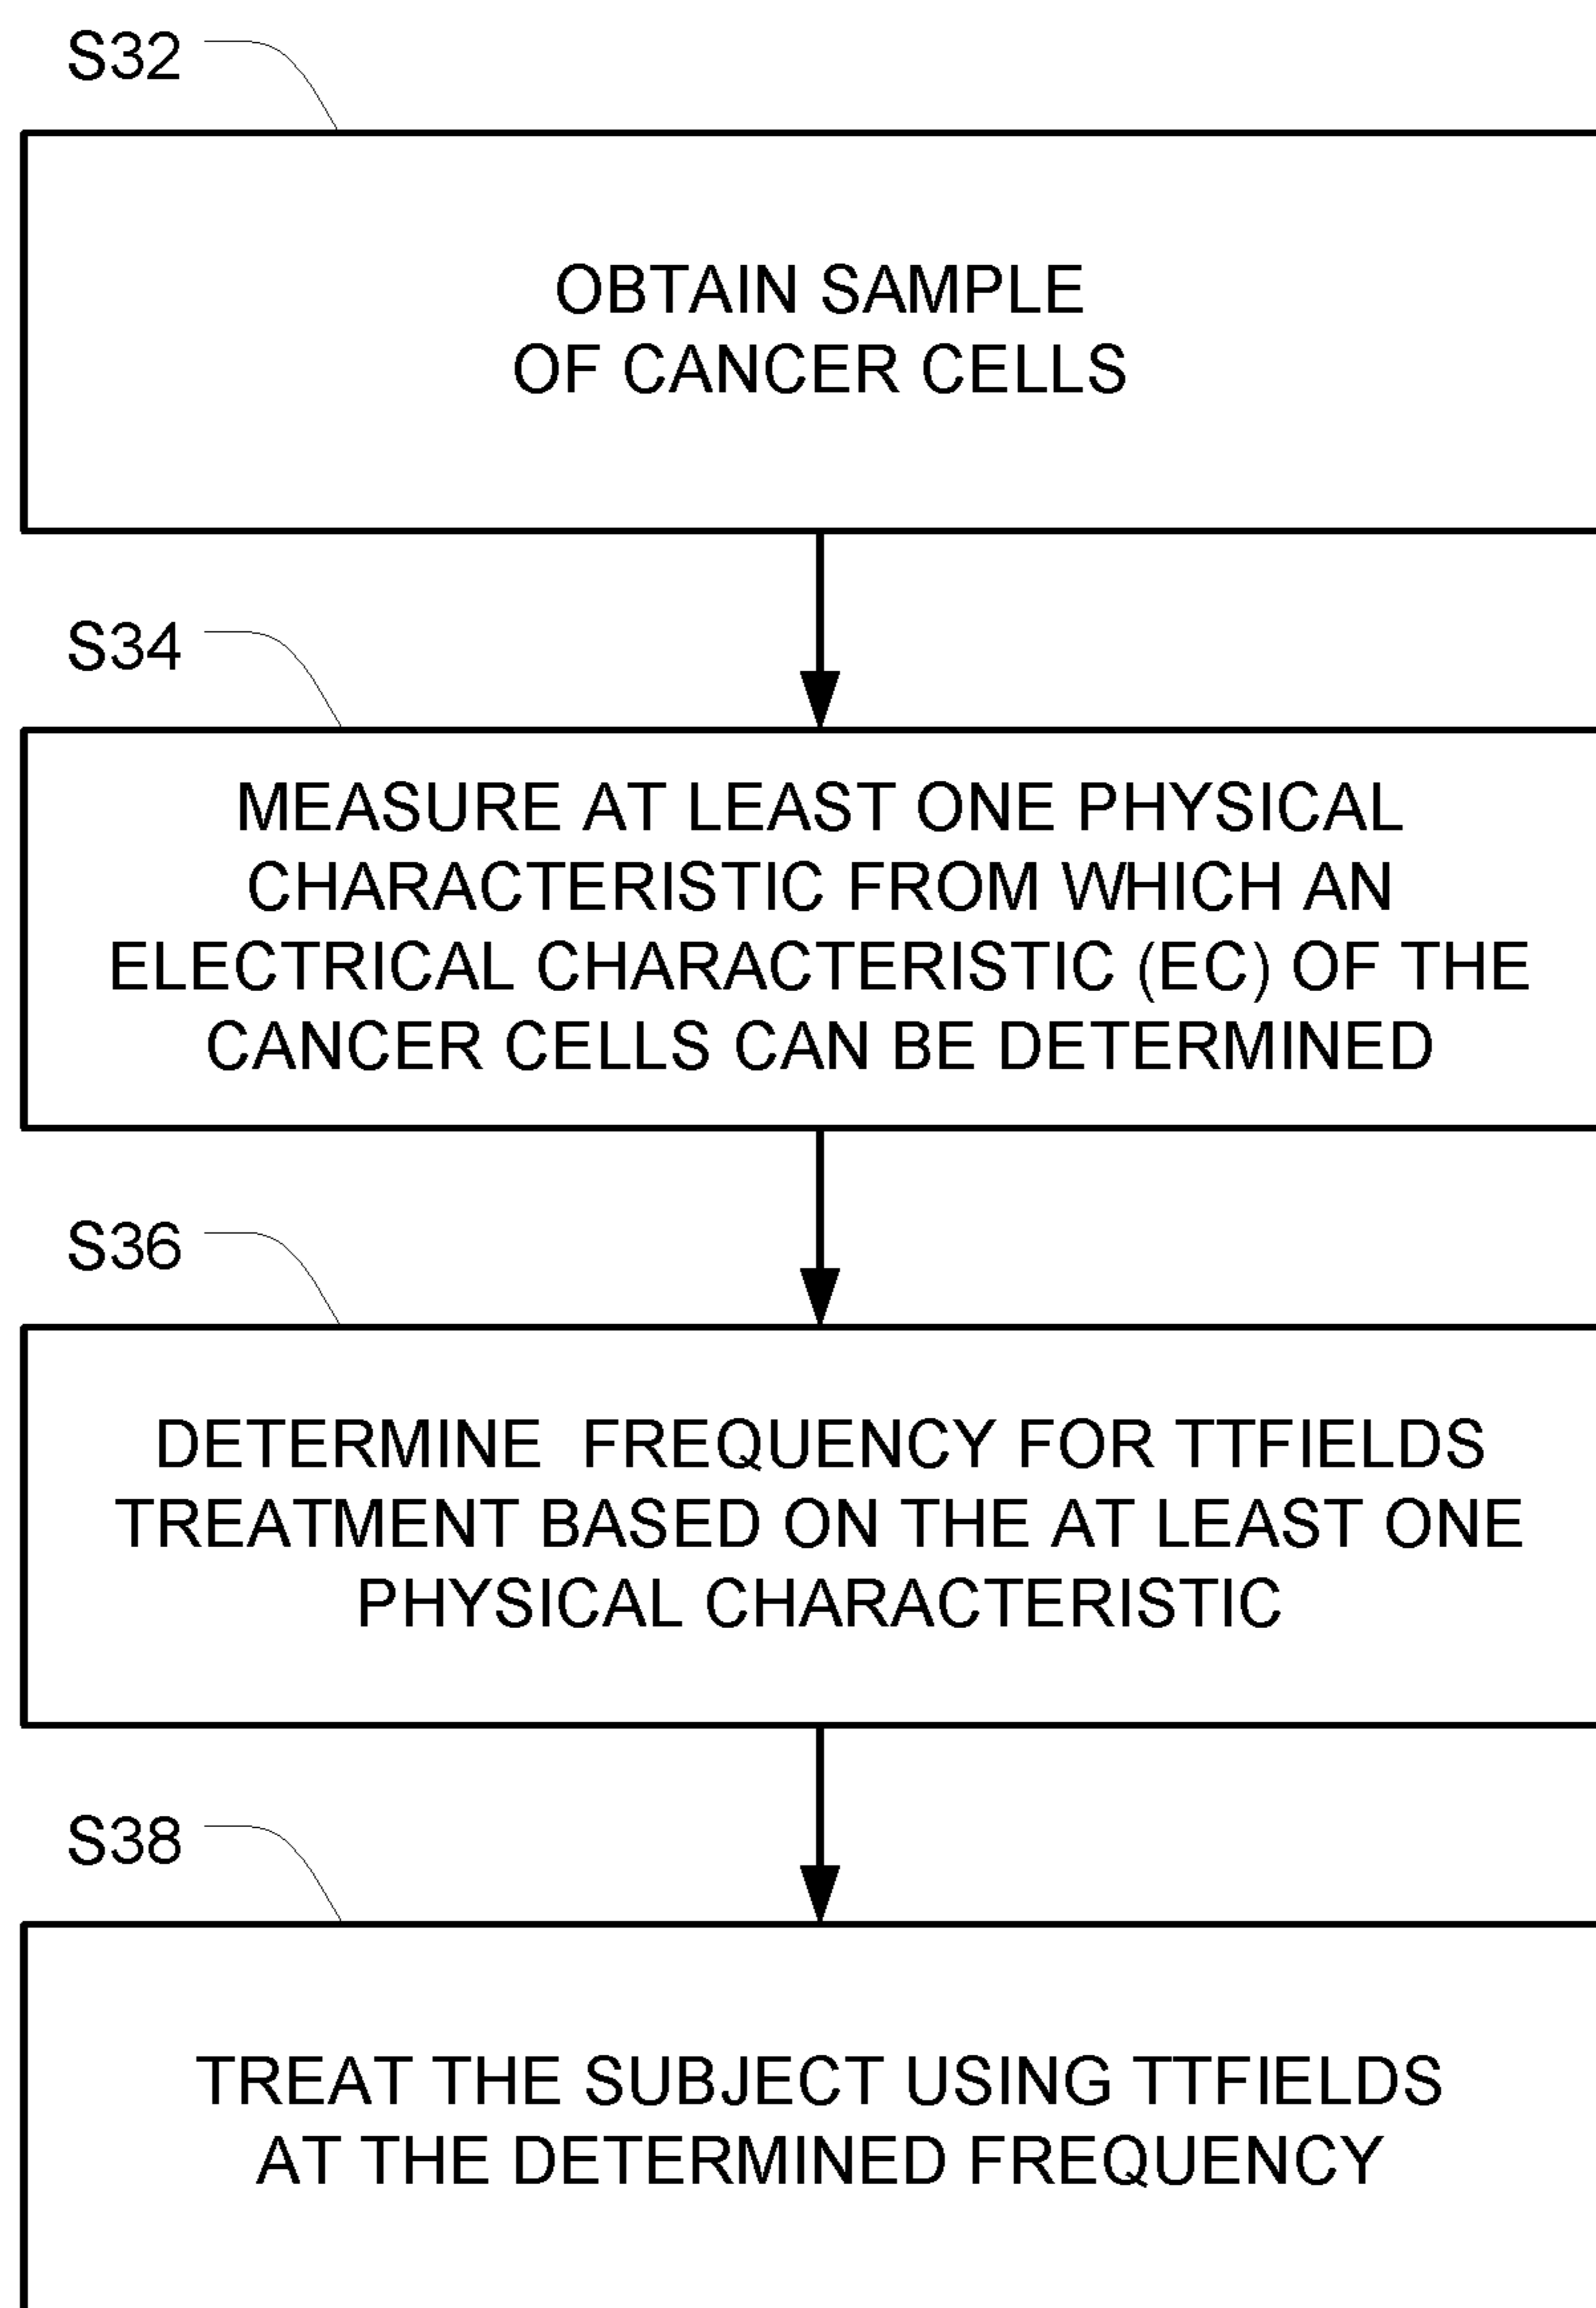 S32
OBTAIN SAMPLE
OF CANCER CELLS
S34
MEASURE AT LEAST ONE PHYSICAL
CHARACTERISTIC FROM WHICH AN
ELECTRICAL CHARACTERISTIC (EC) OF THE
CANCER CELLS CAN BE DETERMINED
S36
DETERMINE FREQUENCY FOR TTFIELDS
TREATMENT BASED ON THE AT LEAST ONE
PHYSICAL CHARACTERISTIC
S38
TREAT THE SUBJECT USING TTFIELDS
AT THE DETERMINED FREQUENCY